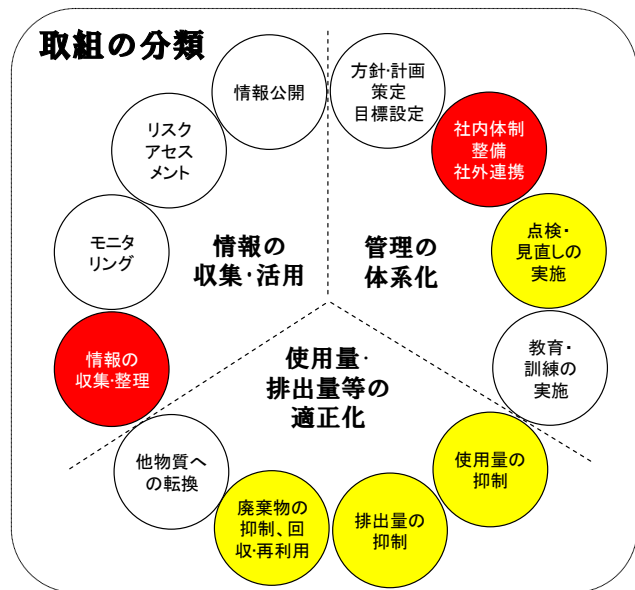 取組の分類
情報公開
方針・計画
策定
目標設定
リスク
アセス
メント
社内体制
整備
社外連携
モニタ
リング
情報の
収集・活用
管理の
体系化
点検・
見直しの
実施
情報の
収集・整理
使用量・
排出量等の
適正化
教育・
訓練の
実施
他物質へ
の転換
使用量の
抑制
廃棄物の
抑制、回
収・再利用
排出量の
抑制